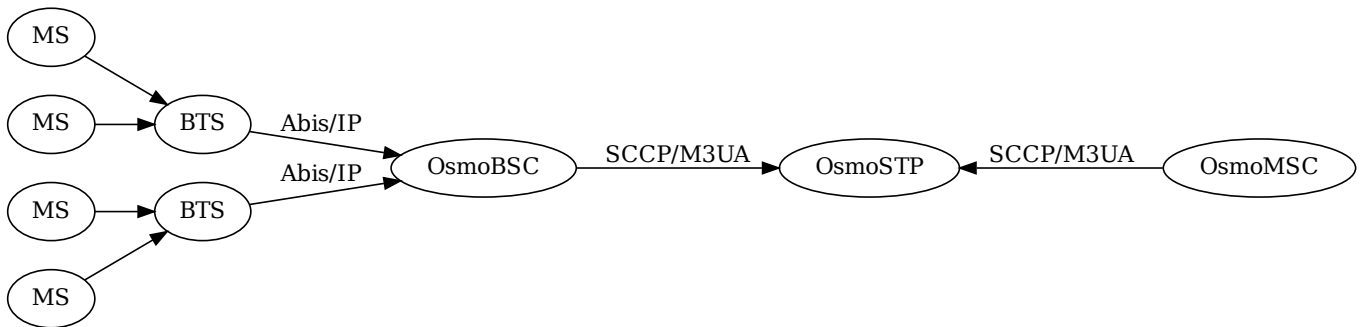 MS
MS
BTS
Abis/IP
OsmoBSC
SCCP/M3UA
OsmoSTP
SCCP/M3UA
OsmoMSC
Abis/IP
MS
BTS
MS